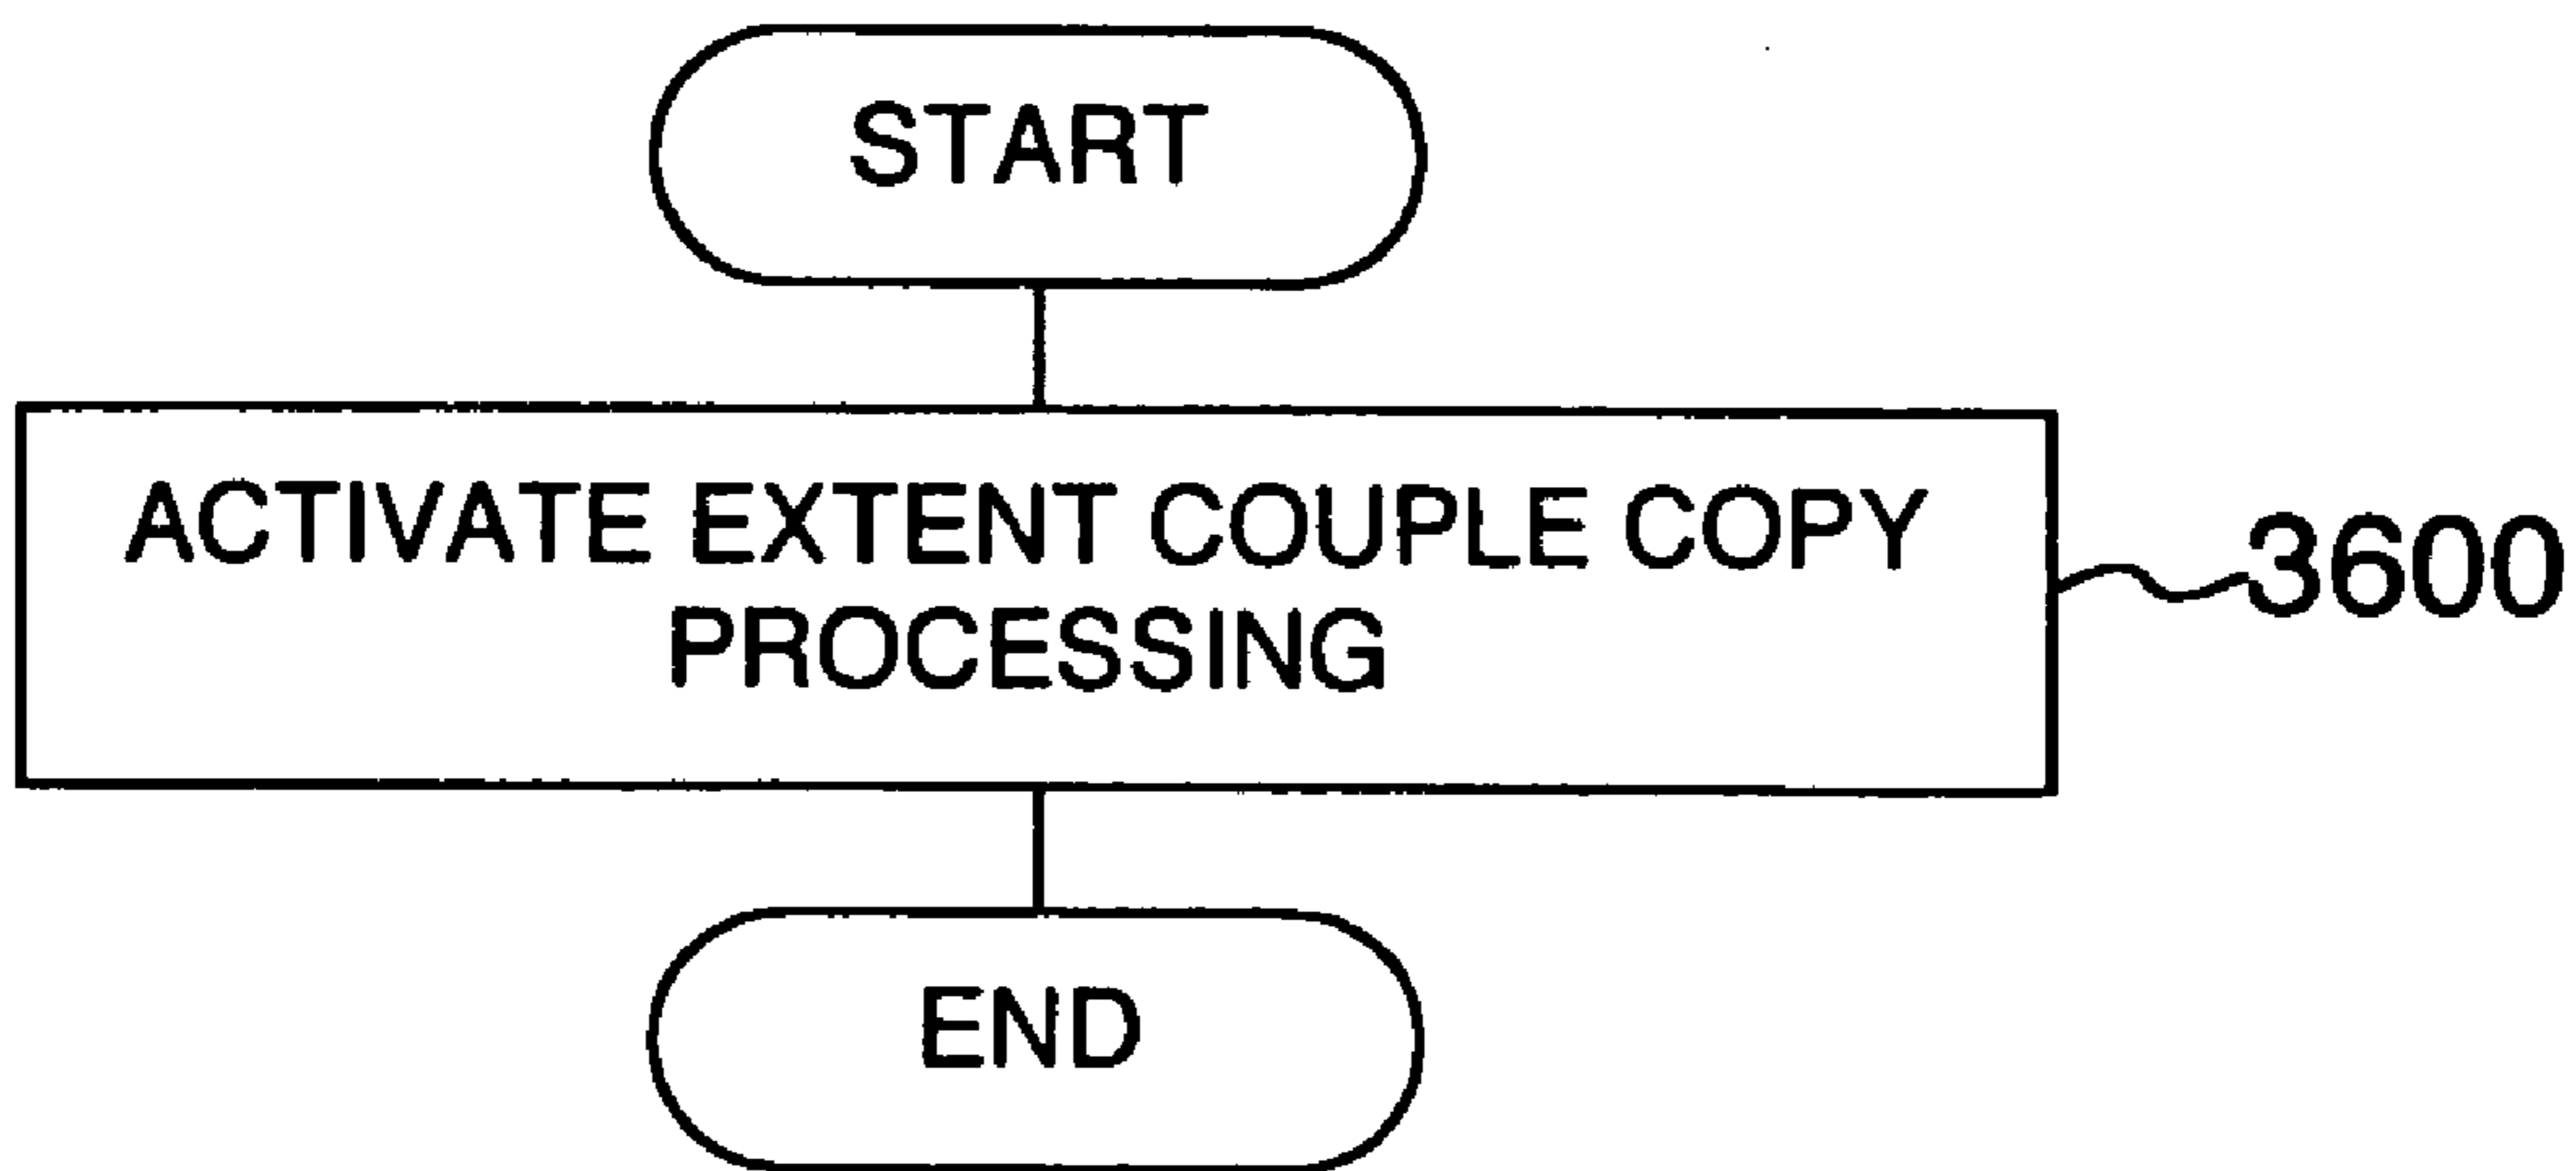 START
ACTIVATE EXTENT COUPLE COPY
PROCESSING
3600
END